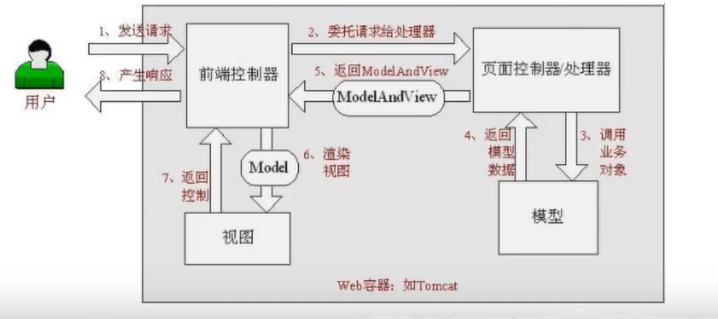 1、发送请求
2、委托请求给处理器
用户
8、产生响应
前端控制器
5、返回ModelAndView
ModelAndView
页面控制器/处理器
7、返回
控制
Model
6、渲染
视图
4、返回
模型
数据
3、调用
业务
对象
视图
模型
Web容器：如Tomcat